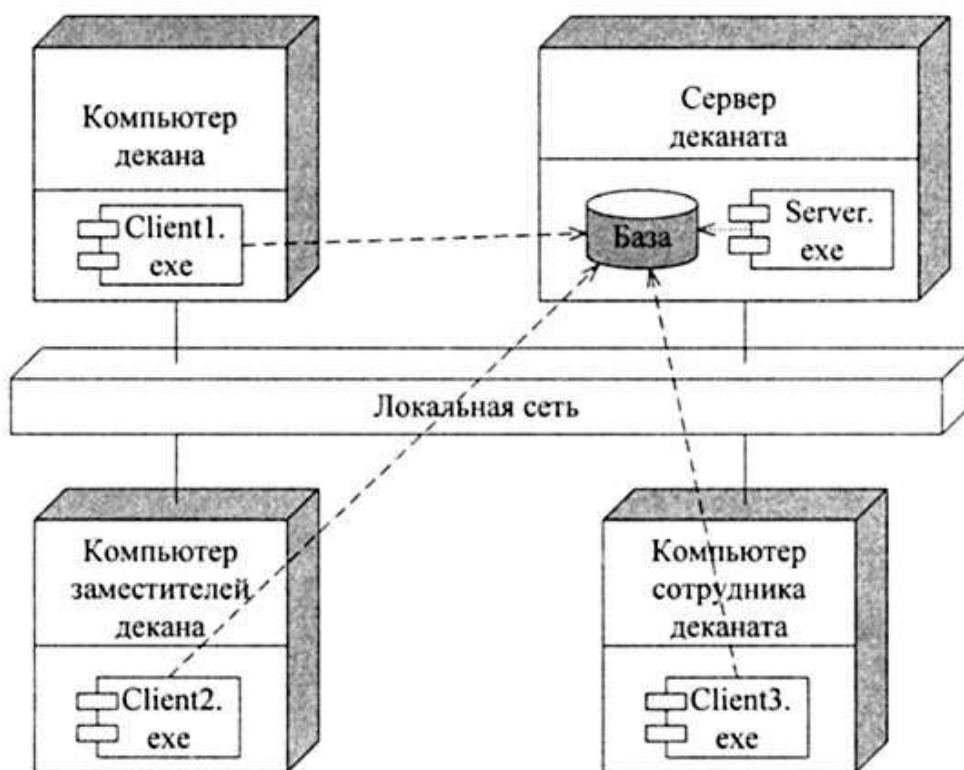 Компьютер
декана
Client1.
exe
Сервер
деканата
База
Server.
exe
Локальная сеть
Компьютер
заместителей
декана
Client2.
exe
Компьютер
сотрудника
деканата
Client3.
exe